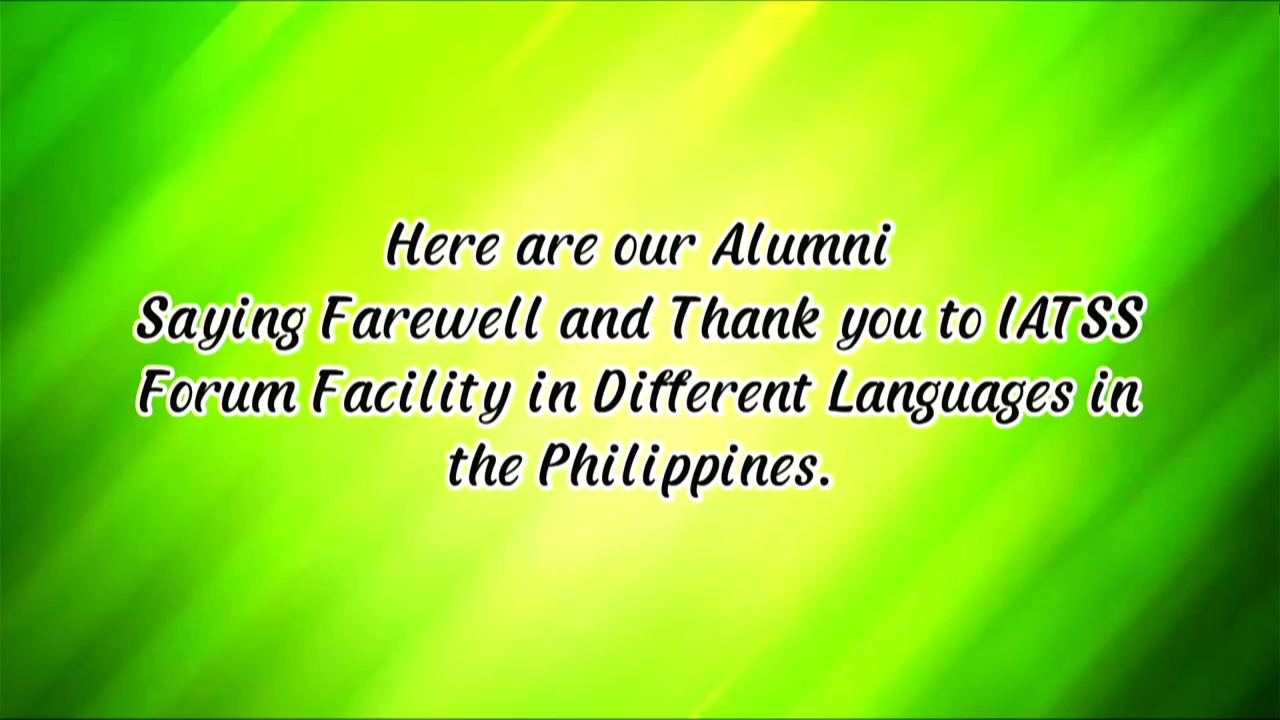 Here are our Alumni
Saying Farewell and Thank you to IATSS
Forum Facility in Different Languages in
the Philippines.